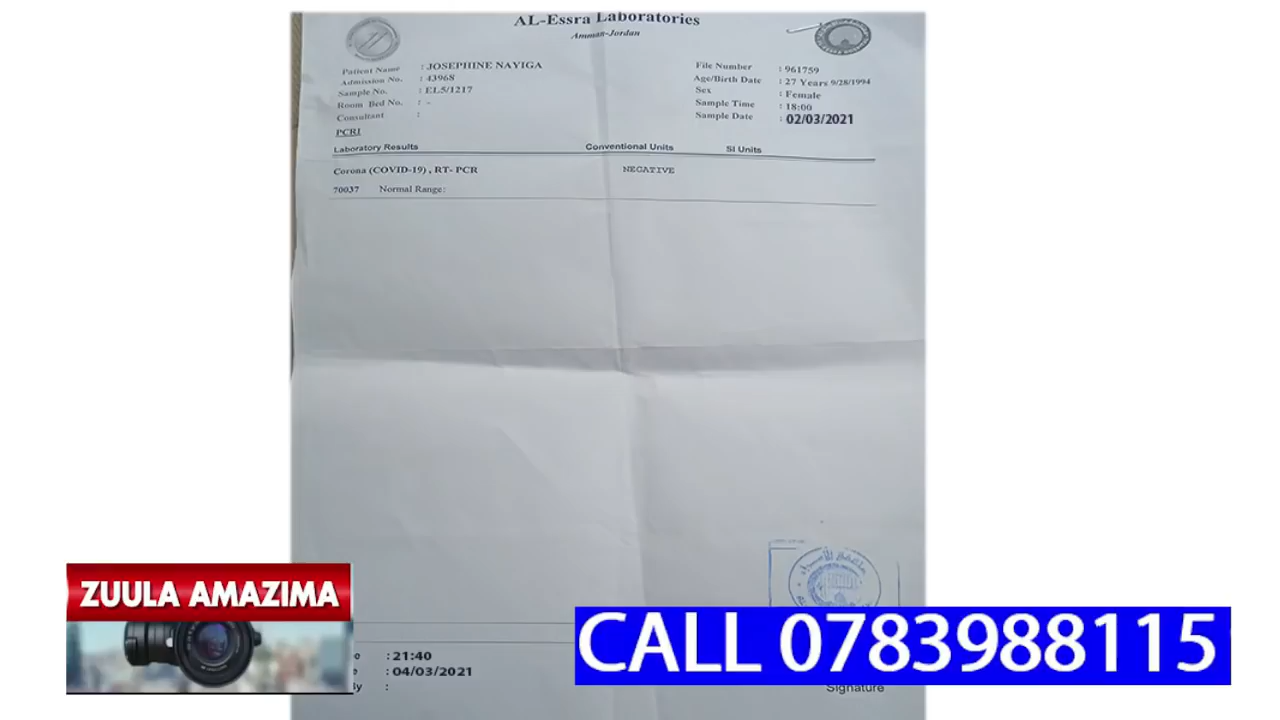 AL-Essra Laboratories
Amman-Jordan
Patient Name : JOSEPHINE NAYIGA
Admission No. : 43968
Sample No. : EL5/1217
Room Bed No. : -
Consultant :
File Number : 961759
Age/Birth Date : 27 Years 9/28/1994
Sex : Female
Sample Time : 18:00
Sample Date : 02/03/2021
PCRI
Laboratory Results Conventional Units SI Units
Corona (COVID-19) , RT- PCR NEGATIVE
70037 Normal Range:
: 21:40
: 04/03/2021
:
Signature
ZUULA AMAZIMA
CALL 0783988115